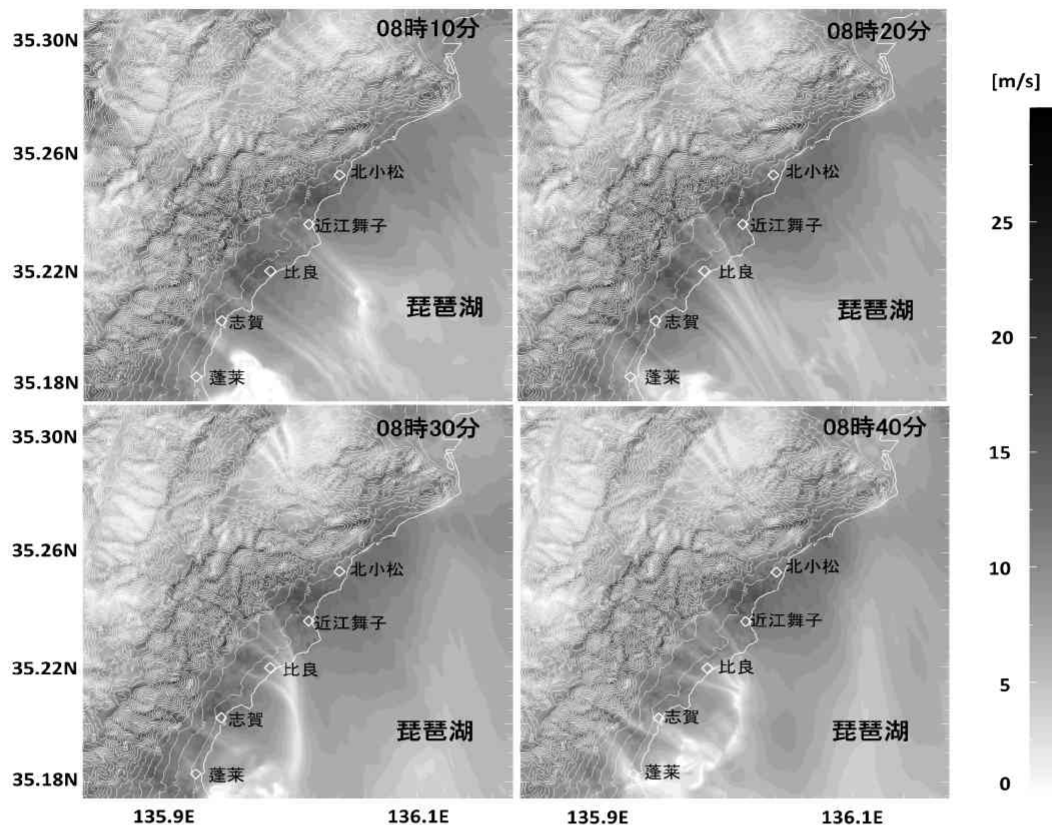 08時10分
35.30N
35.26N
35.22N
35.18N
北小松
近江舞子
比良
志賀
蓬莱
琵琶湖
08時20分
北小松
近江舞子
比良
志賀
蓬莱
琵琶湖
08時30分
35.30N
35.26N
35.22N
35.18N
北小松
近江舞子
比良
志賀
蓬莱
琵琶湖
08時40分
北小松
近江舞子
比良
志賀
蓬莱
琵琶湖
135.9E
136.1E
135.9E
136.1E
[m/s]
25
20
15
10
5
0